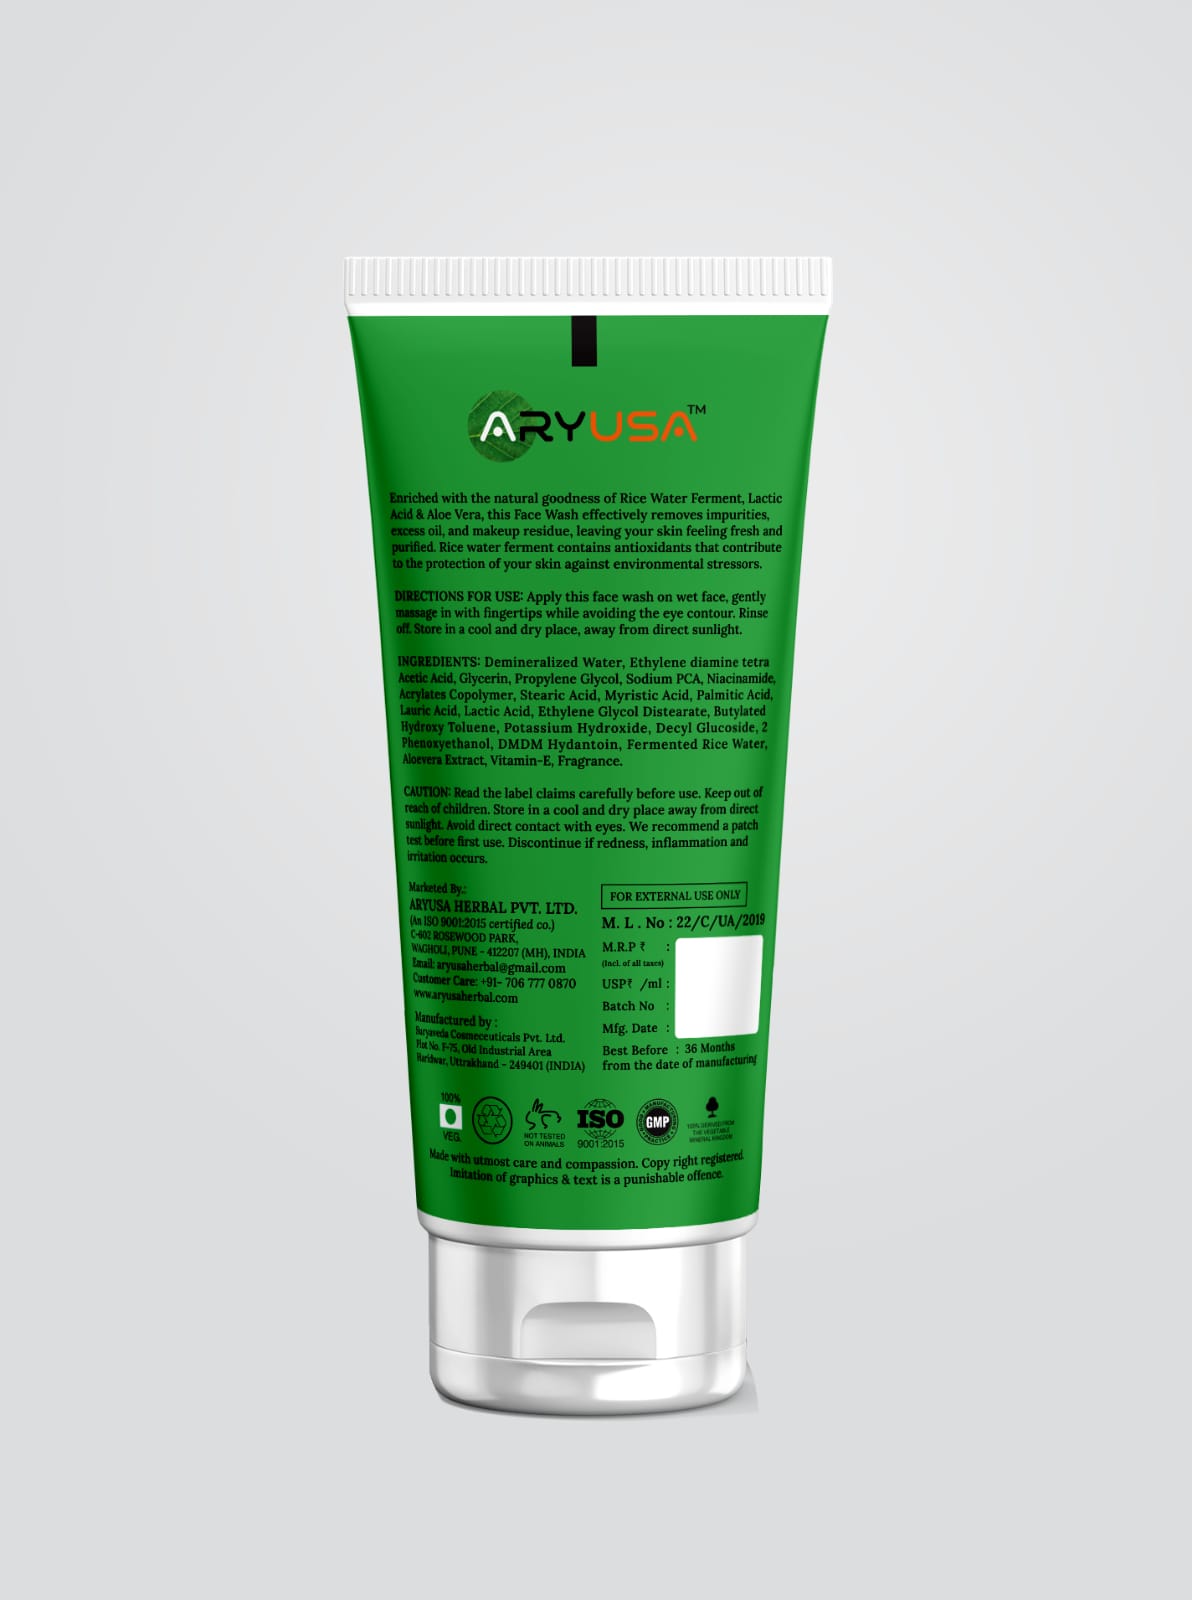 ARYUSA™
Enriched with the natural goodness of Rice Water Ferment, Lactic
Acid & Aloe Vera, this Face Wash effectively removes impurities,
excess oil, and makeup residue, leaving your skin feeling fresh and
purified. Rice water ferment contains antioxidants that contribute
to the protection of your skin against environmental stressors.
DIRECTIONS FOR USE: Apply this face wash on wet face, gently
massage in with fingertips while avoiding the eye contour. Rinse
off. Store in a cool and dry place, away from direct sunlight.
INGREDIENTS: Demineralized Water, Ethylene diamine tetra
Acetic Acid, Glycerin, Propylene Glycol, Sodium PCA, Niacinamide,
Acrylates Copolymer, Stearic Acid, Myristic Acid, Palmitic Acid,
Lauric Acid, Lactic Acid, Ethylene Glycol Distearate, Butylated
Hydroxy Toluene, Potassium Hydroxide, Decyl Glucoside, 2
Phenoxyethanol, DMDM Hydantoin, Fermented Rice Water,
Aloevera Extract, Vitamin-E, Fragrance.
CAUTION: Read the label claims carefully before use. Keep out of
reach of children. Store in a cool and dry place away from direct
sunlight. Avoid direct contact with eyes. We recommend a patch
test before first use. Discontinue if redness, inflammation and
irritation occurs.
Marketed By.:
ARYUSA HERBAL PVT. LTD.
(An ISO 9001:2015 certified co.)
C-602 ROSEWOOD PARK,
WAGHOLI, PUNE - 412207 (MH), INDIA
Email: aryusaherbal@gmail.com
Customer Care: +91- 706 777 0870
www.aryusaherbal.com
Manufactured by :
Suryaveda Cosmeceuticals Pvt. Ltd.
Plot No. F-75, Old Industrial Area
Haridwar, Uttrakhand - 249401 (INDIA)
FOR EXTERNAL USE ONLY
M. L . No : 22/C/UA/2019
M.R.P ₹ :
(Incl. of all taxes)
USP₹ /ml :
Batch No :
Mfg. Date :
Best Before : 36 Months
from the date of manufacturing
100%
VEG.
NOT TESTED
ON ANIMALS
ISO
9001:2015
GOOD MANUFACTURING
GMP
PRACTICE
100% DERIVED FROM
THE VEGETABLE
MINERAL KINGDOM
Made with utmost care and compassion. Copy right registered.
Imitation of graphics & text is a punishable offence.